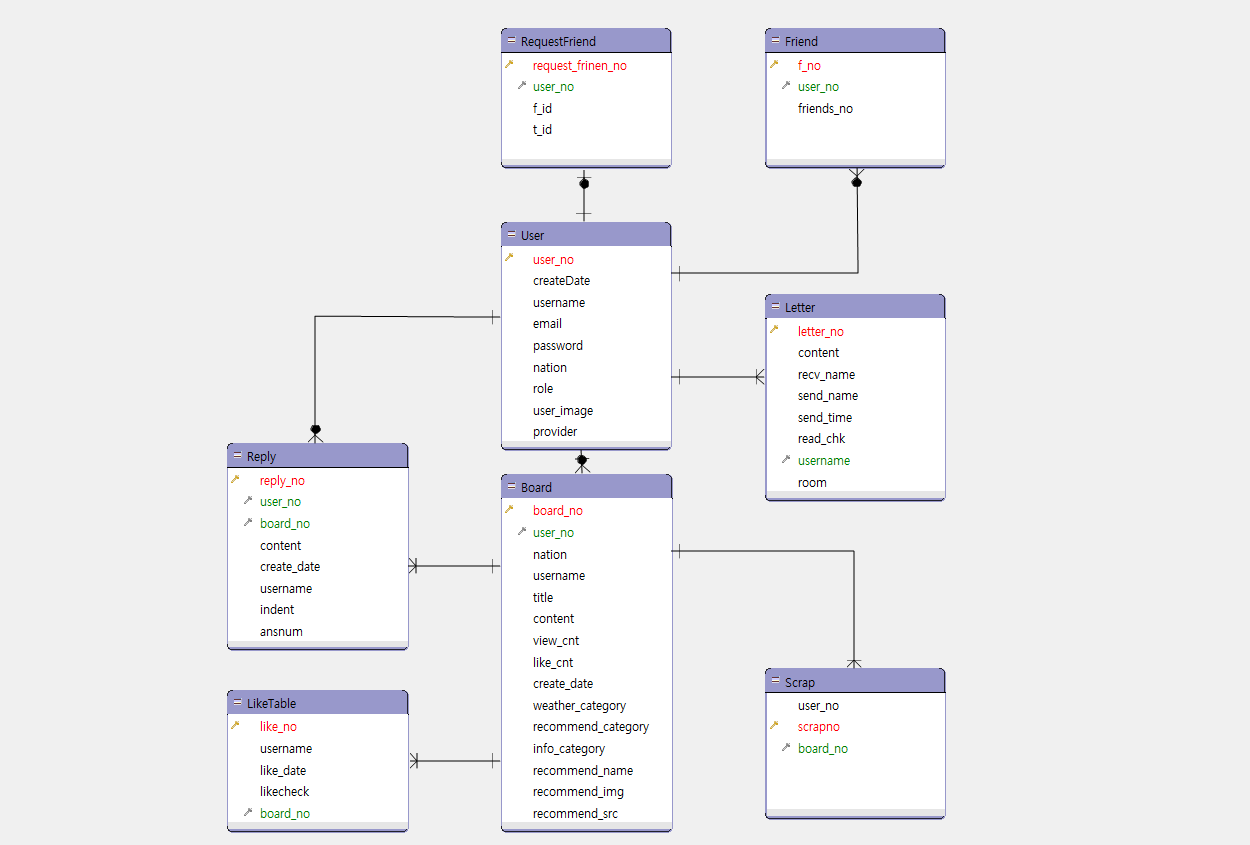 RequestFriend
request_frinen_no
user_no
f_id
t_id
Friend
f_no
user_no
friends_no
User
user_no
createDate
username
email
password
nation
role
user_image
provider
Letter
letter_no
content
recv_name
send_name
send_time
read_chk
username
room
Reply
reply_no
user_no
board_no
content
create_date
username
indent
ansnum
Board
board_no
user_no
nation
username
title
content
view_cnt
like_cnt
create_date
weather_category
recommend_category
info_category
recommend_name
recommend_img
recommend_src
LikeTable
like_no
username
like_date
likecheck
board_no
Scrap
user_no
scrapno
board_no